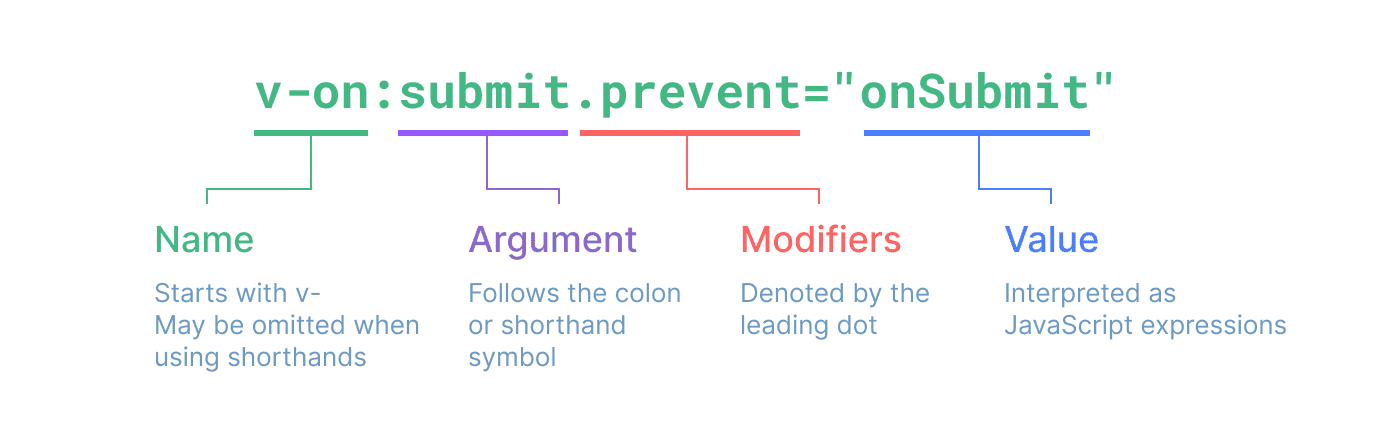 v-on:submit.prevent="onSubmit"
Name
Starts with v-
May be omitted when
using shorthands
Argument
Follows the colon
or shorthand
symbol
Modifiers
Denoted by the
leading dot
Value
Interpreted as
JavaScript expressions